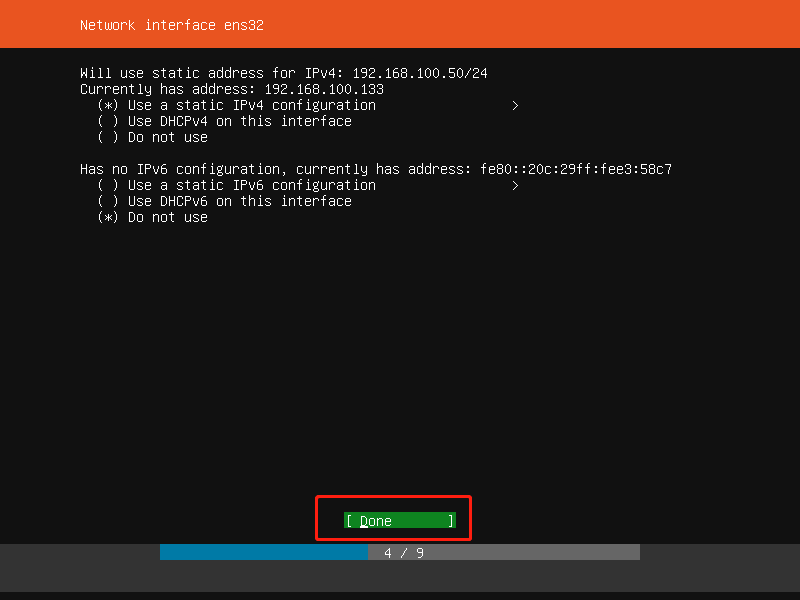 Network interface ens32
Will use static address for IPv4: 192.168.100.50/24
Currently has address: 192.168.100.133
(*) Use a static IPv4 configuration >
( ) Use DHCPv4 on this interface
( ) Do not use
Has no IPv6 configuration, currently has address: fe80::20c:29ff:fee3:58c7
( ) Use a static IPv6 configuration >
( ) Use DHCPv6 on this interface
(*) Do not use
[ Done ]
4 / 9